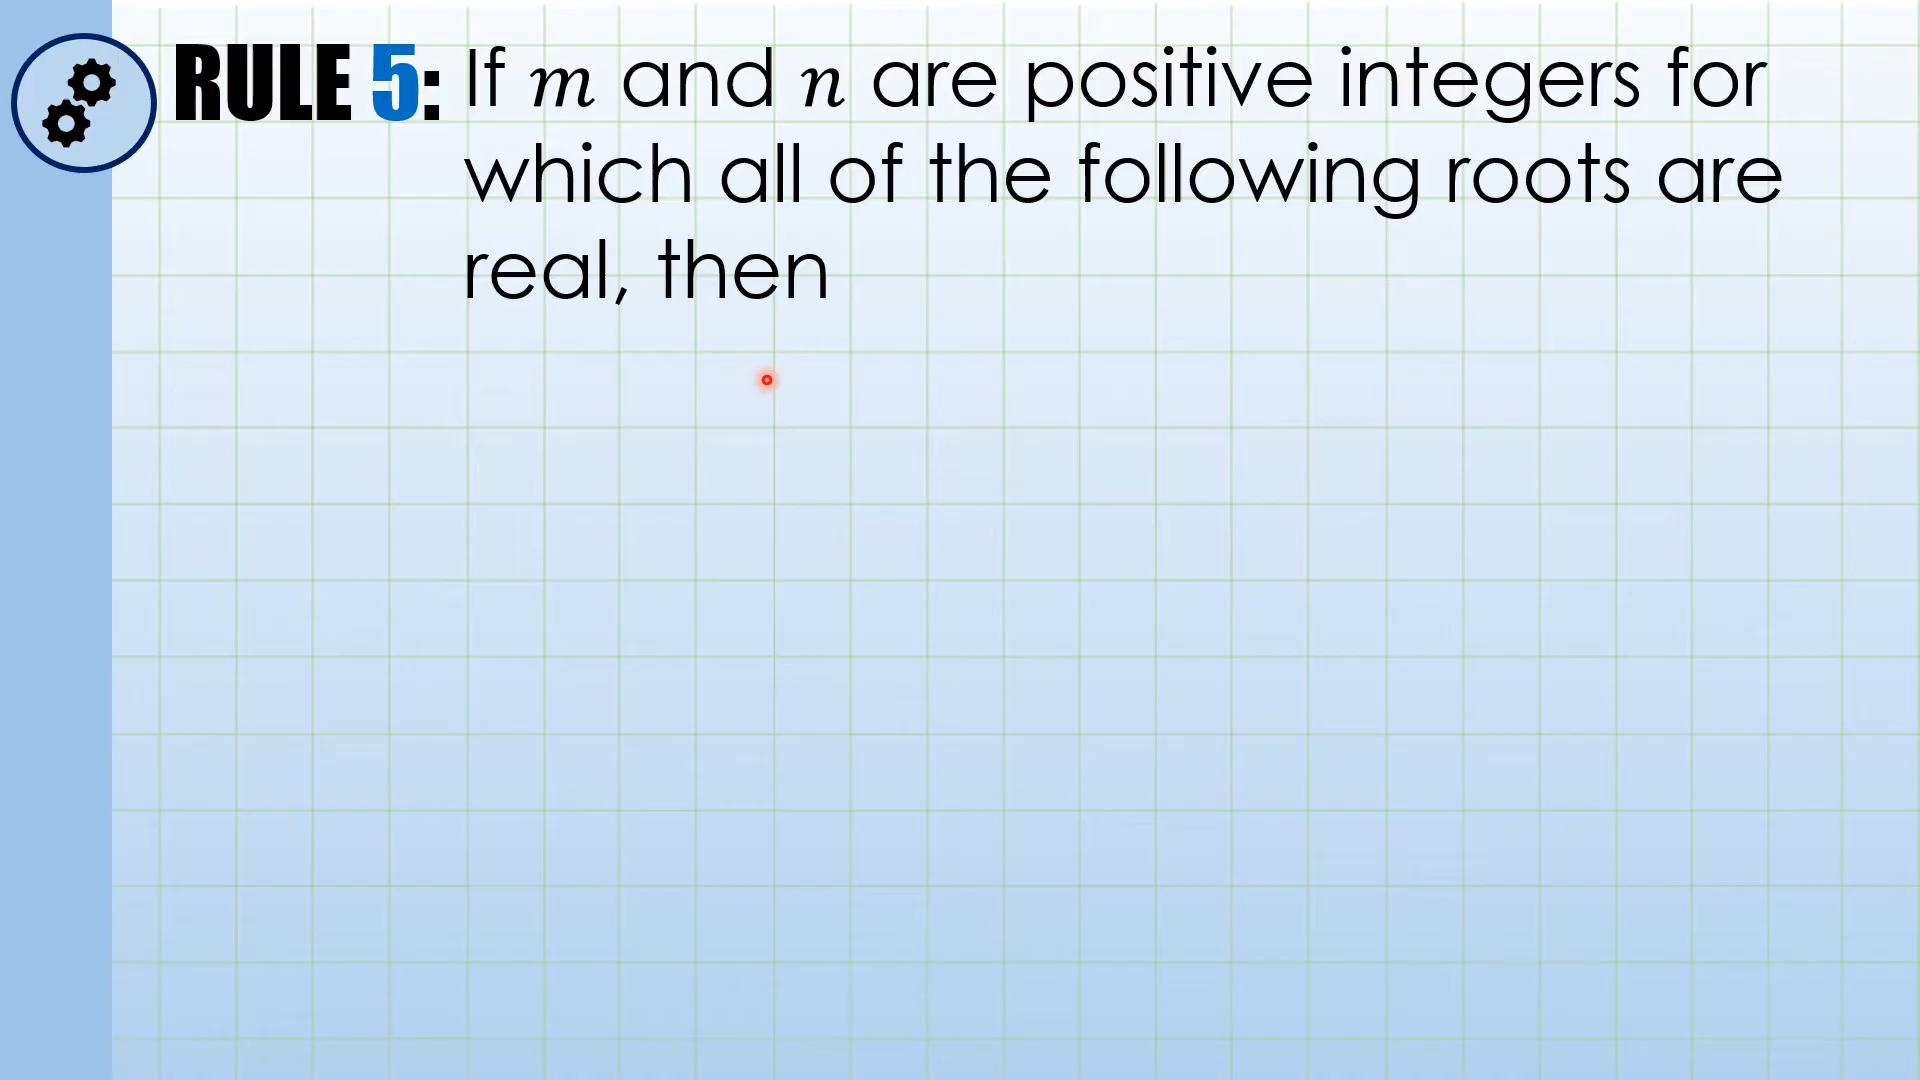 RULE 5: If m and n are positive integers for
which all of the following roots are
real, then